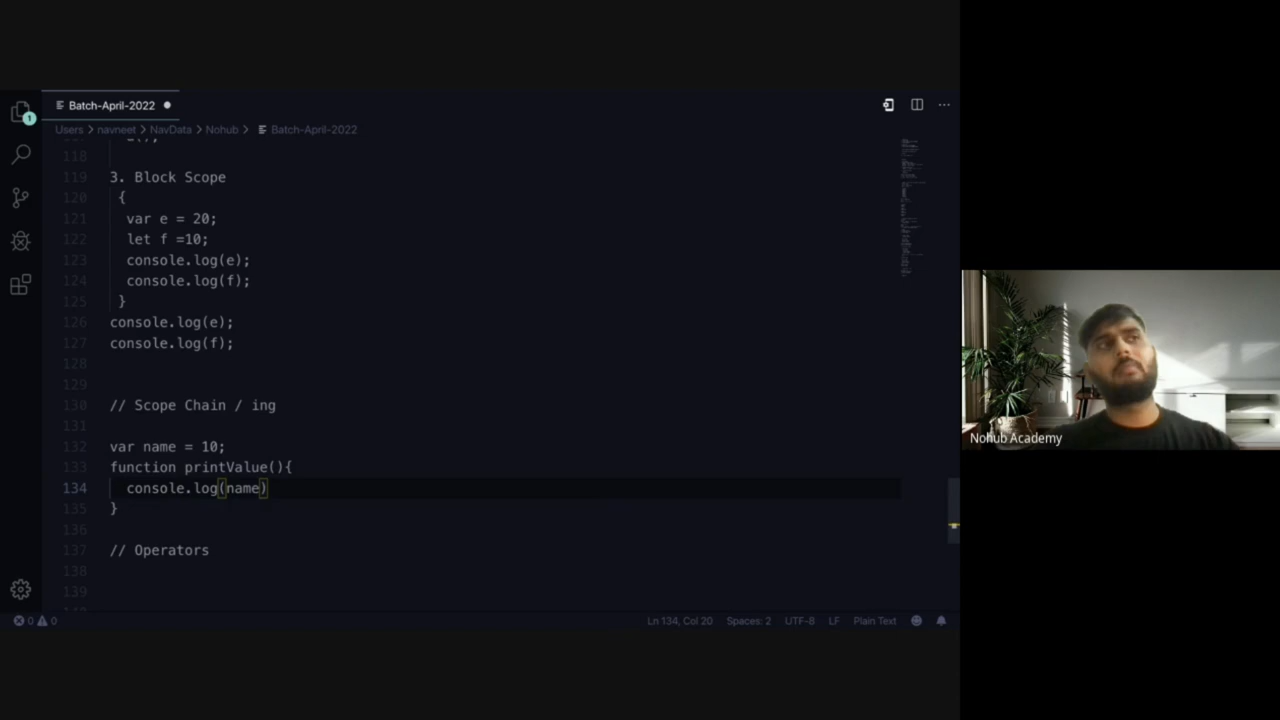 Batch-April-2022
1
Users > navneet > NavData > Nohub > Batch-April-2022
118
119 3. Block Scope
120 {
121 var e = 20;
122 let f =10;
123 console.log(e);
124 console.log(f);
125 }
126 console.log(e);
127 console.log(f);
128
129
130 // Scope Chain / ing
131
132 var name = 10;
133 function printValue(){
134 console.log(name)
135 }
136
137 // Operators
138
139
Nohub Academy
0 0 Ln 134, Col 20 Spaces: 2 UTF-8 LF Plain Text